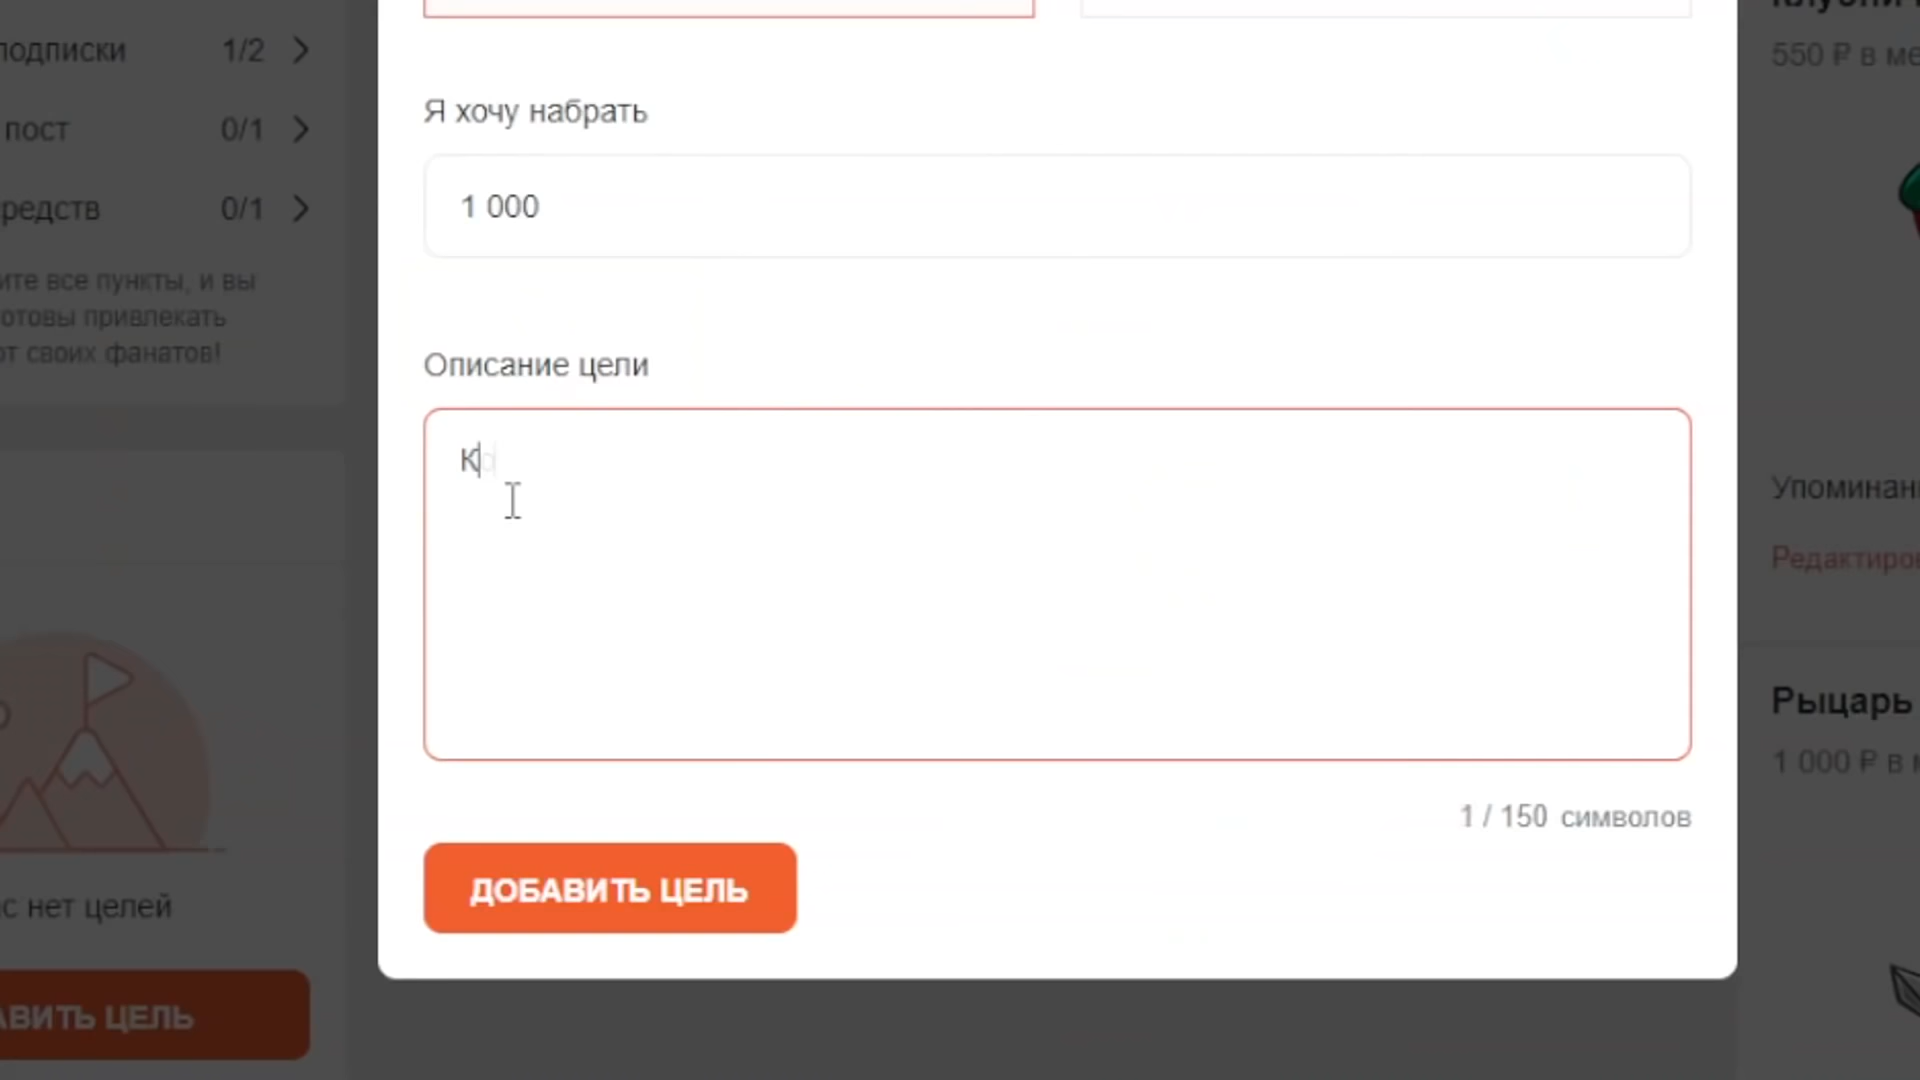 подписки 1/2
пост 0/1
редств 0/1
ите все пункты, и вы
отовы привлекать
от своих фанатов!
с нет целей
АВИТЬ ЦЕЛЬ
Я хочу набрать
1 000
Описание цели
К
1 / 150 символов
ДОБАВИТЬ ЦЕЛЬ
550 ₽ в ме
Упоминан
Редактиров
Рыцарь
1 000 ₽ в м